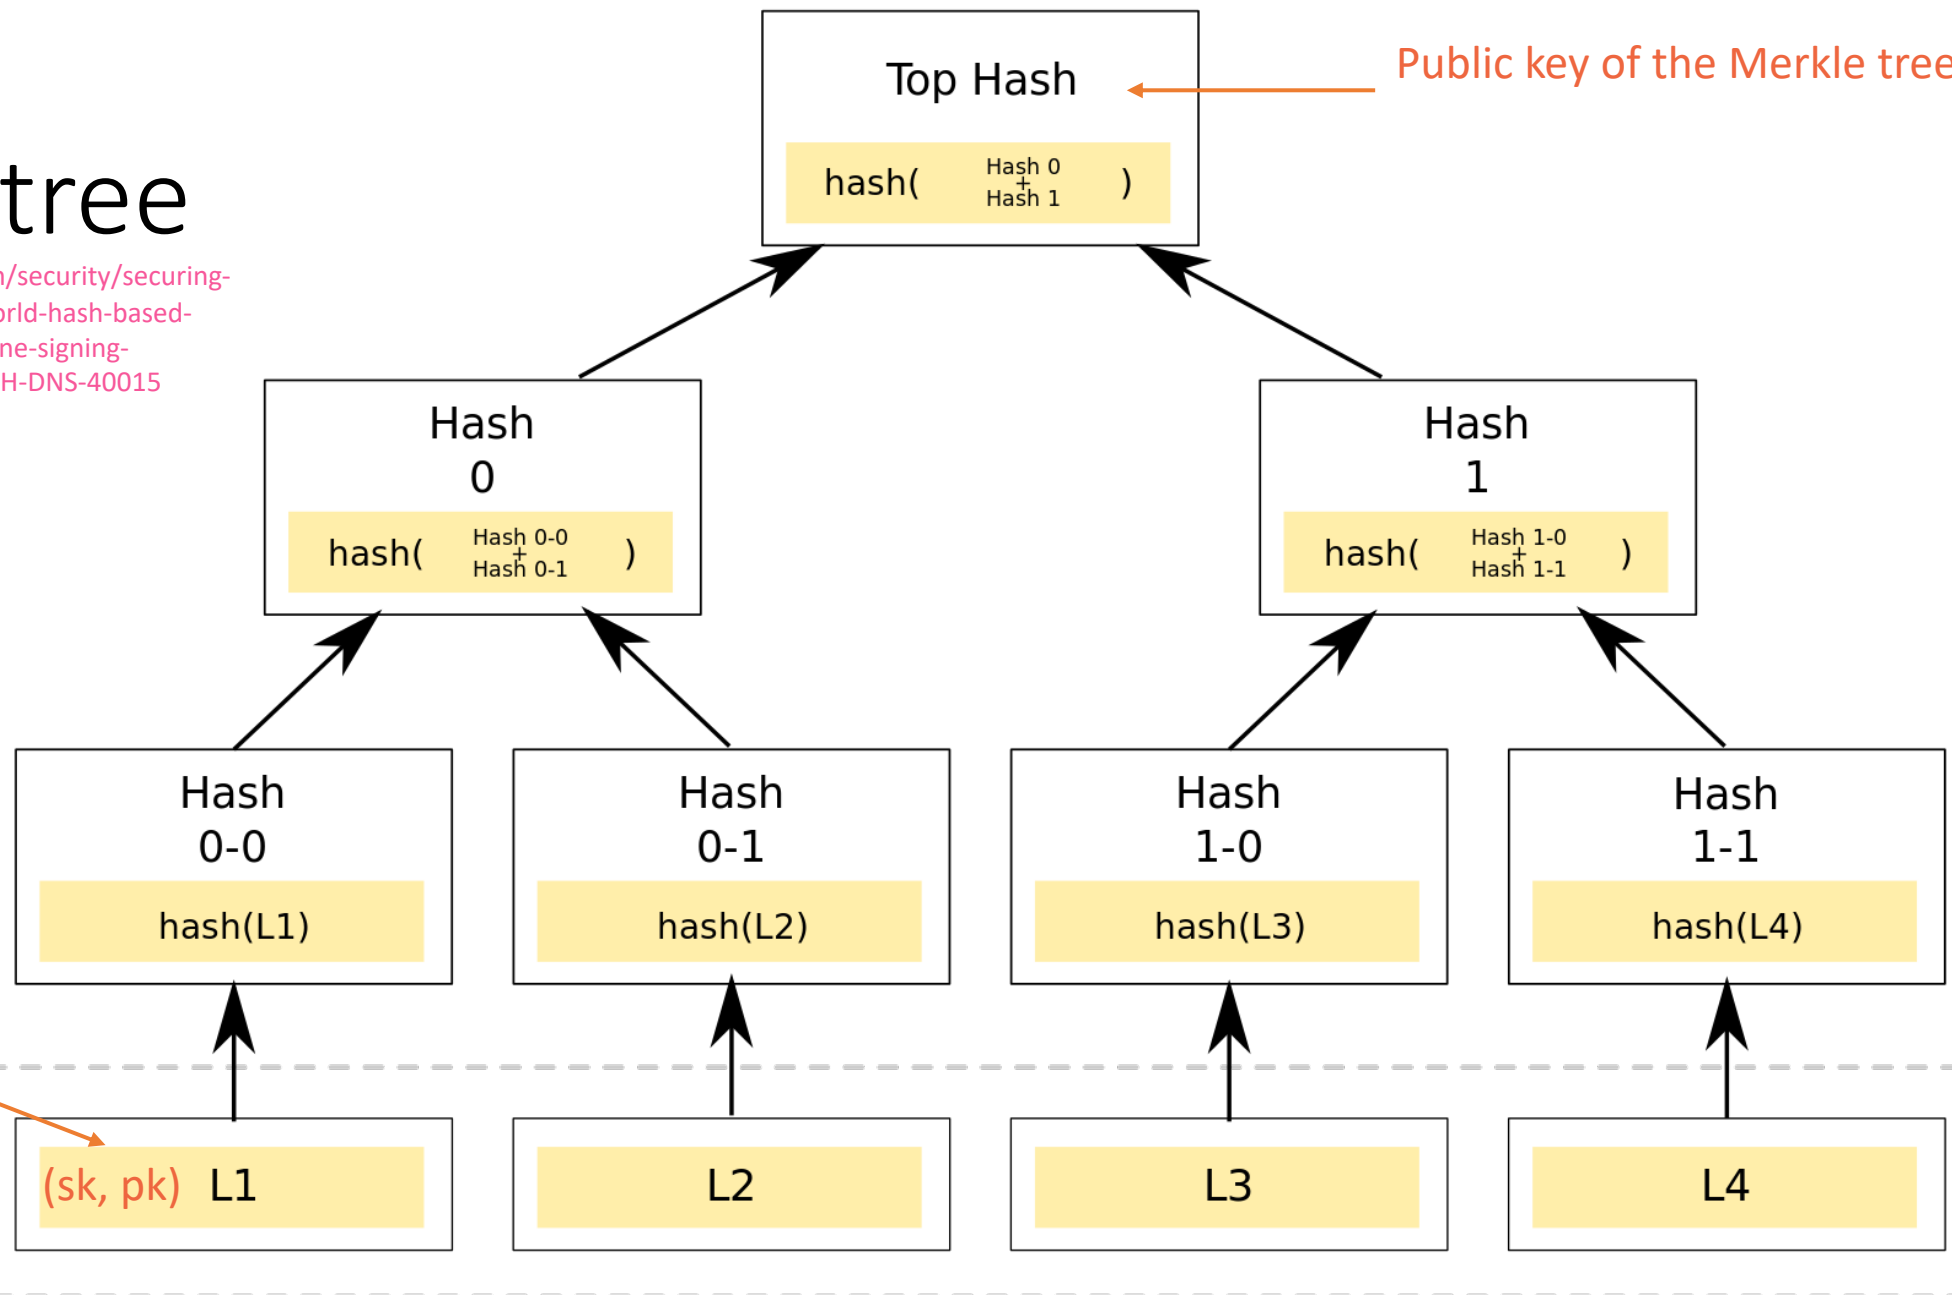 Top Hash
Public key of the Merkle tree
hash( Hash 0 + Hash 1 )
tree
/security/securing-
world-hash-based-
ne-signing-
H-DNS-40015
Hash
0
hash( Hash 0-0 + Hash 0-1 )
Hash
1
hash( Hash 1-0 + Hash 1-1 )
Hash
0-0
hash(L1)
Hash
0-1
hash(L2)
Hash
1-0
hash(L3)
Hash
1-1
hash(L4)
(sk, pk) L1
L2
L3
L4